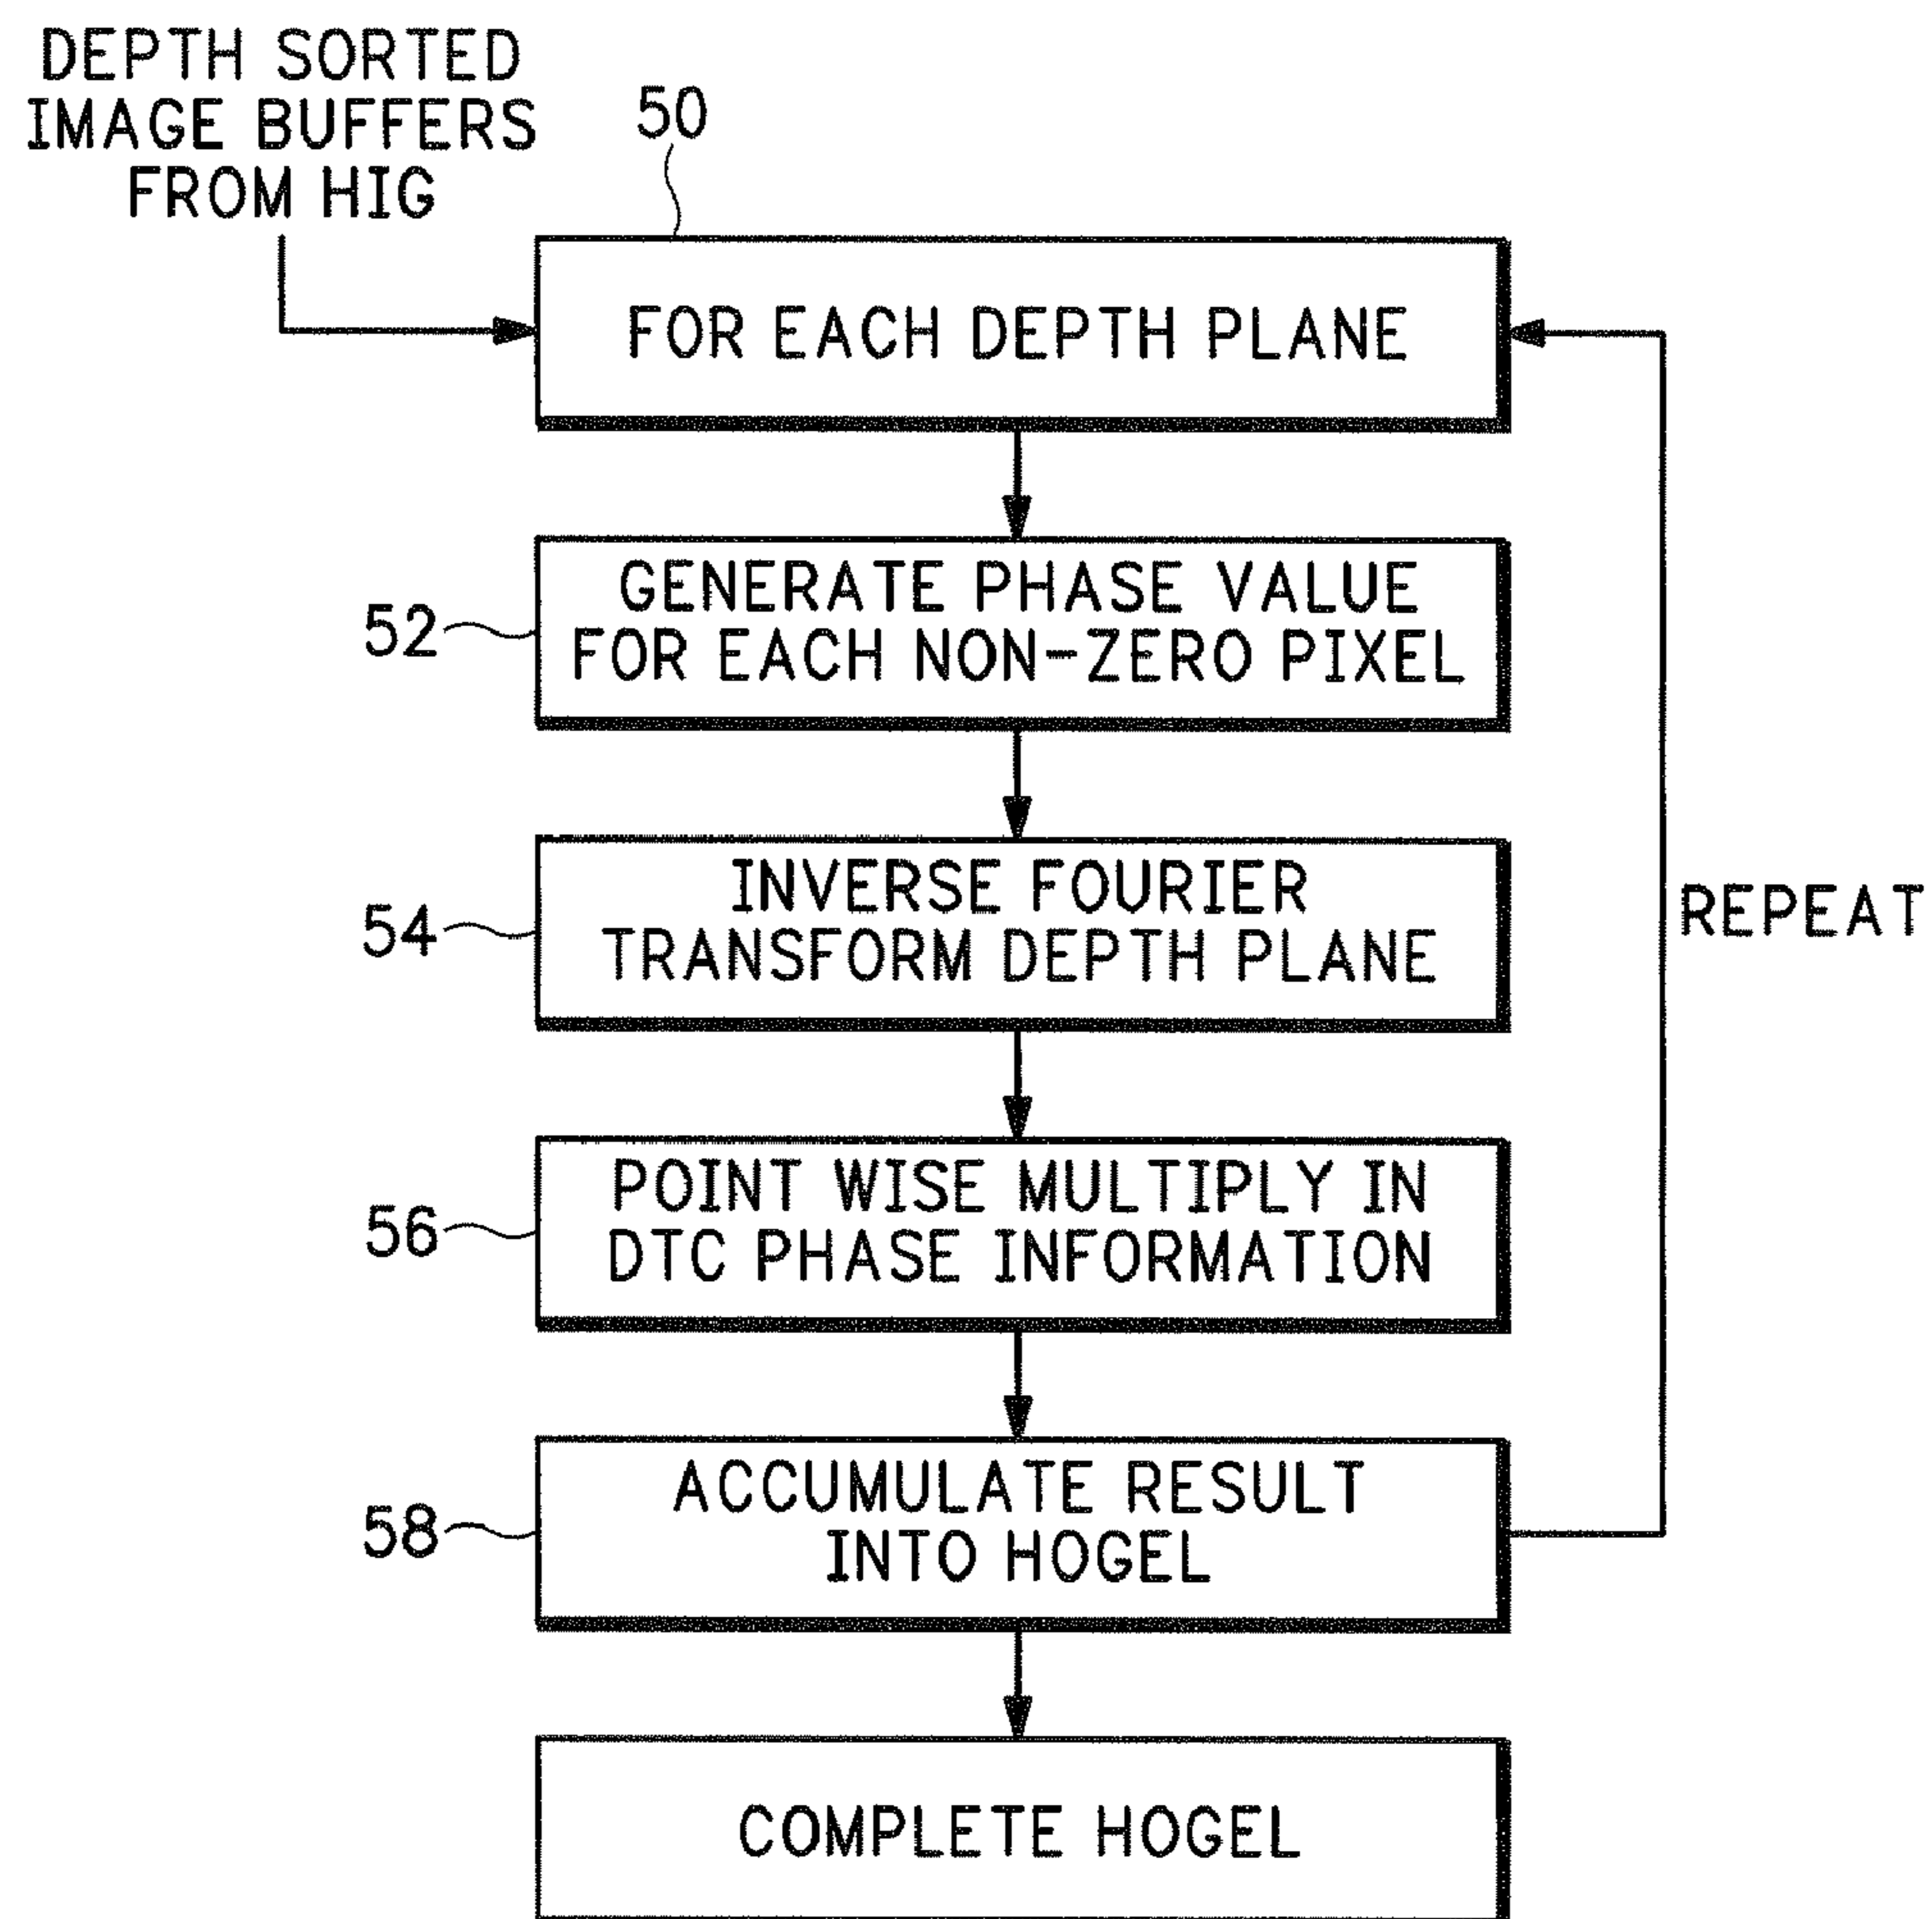 DEPTH SORTED
IMAGE BUFFERS
FROM HIG
50
FOR EACH DEPTH PLANE
52
GENERATE PHASE VALUE
FOR EACH NON-ZERO PIXEL
54
INVERSE FOURIER
TRANSFORM DEPTH PLANE
REPEAT
56
POINT WISE MULTIPLY IN
DTC PHASE INFORMATION
58
ACCUMULATE RESULT
INTO HOGEL
COMPLETE HOGEL